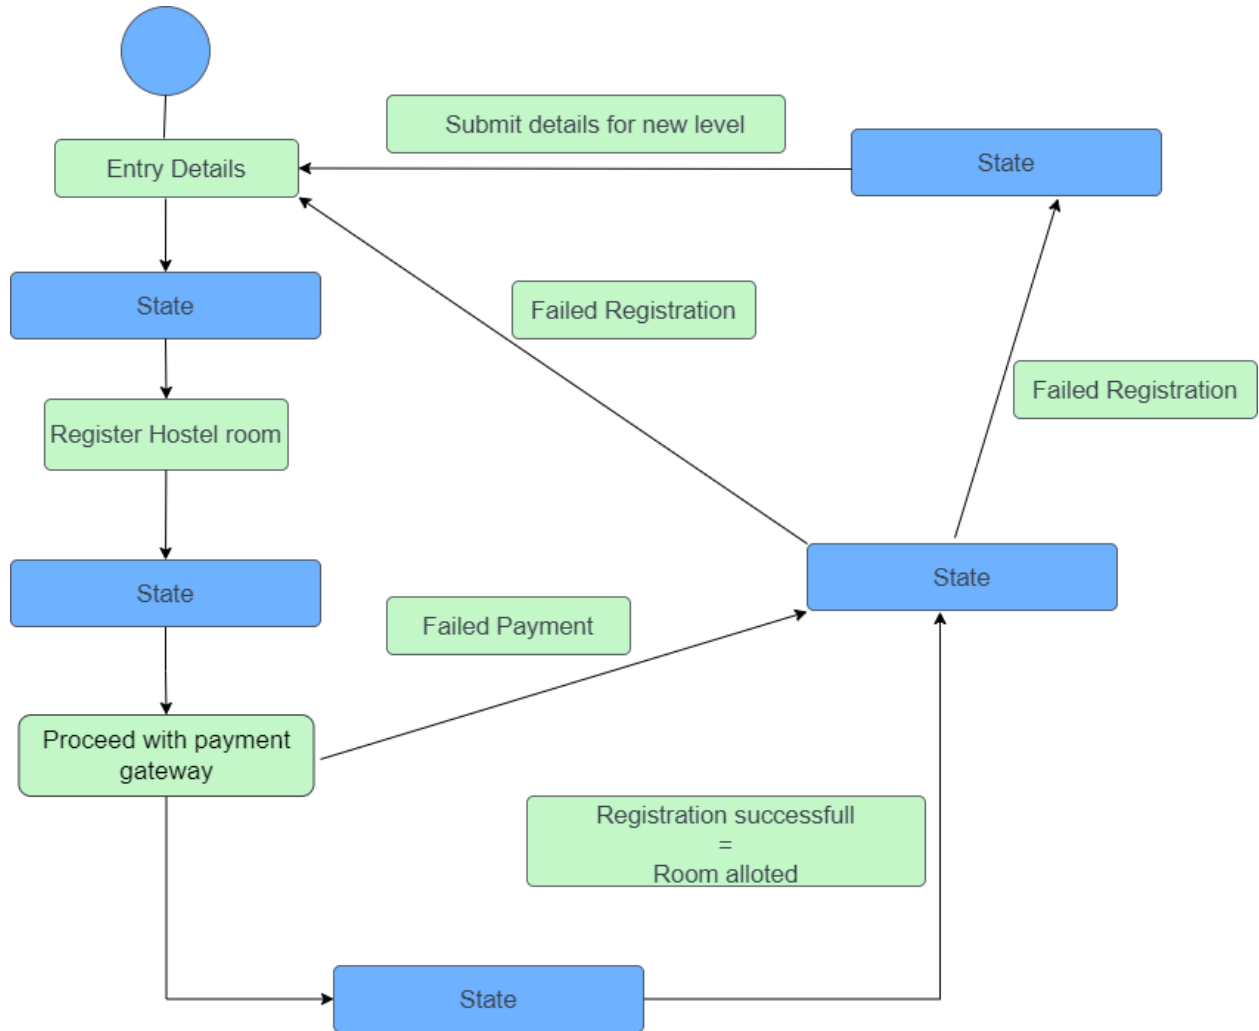 Submit details for new level
State
Entry Details
State
Failed Registration
Failed Registration
Register Hostel room
State
State
Failed Payment
Proceed with payment
gateway
Registration successfull
=
Room alloted
State